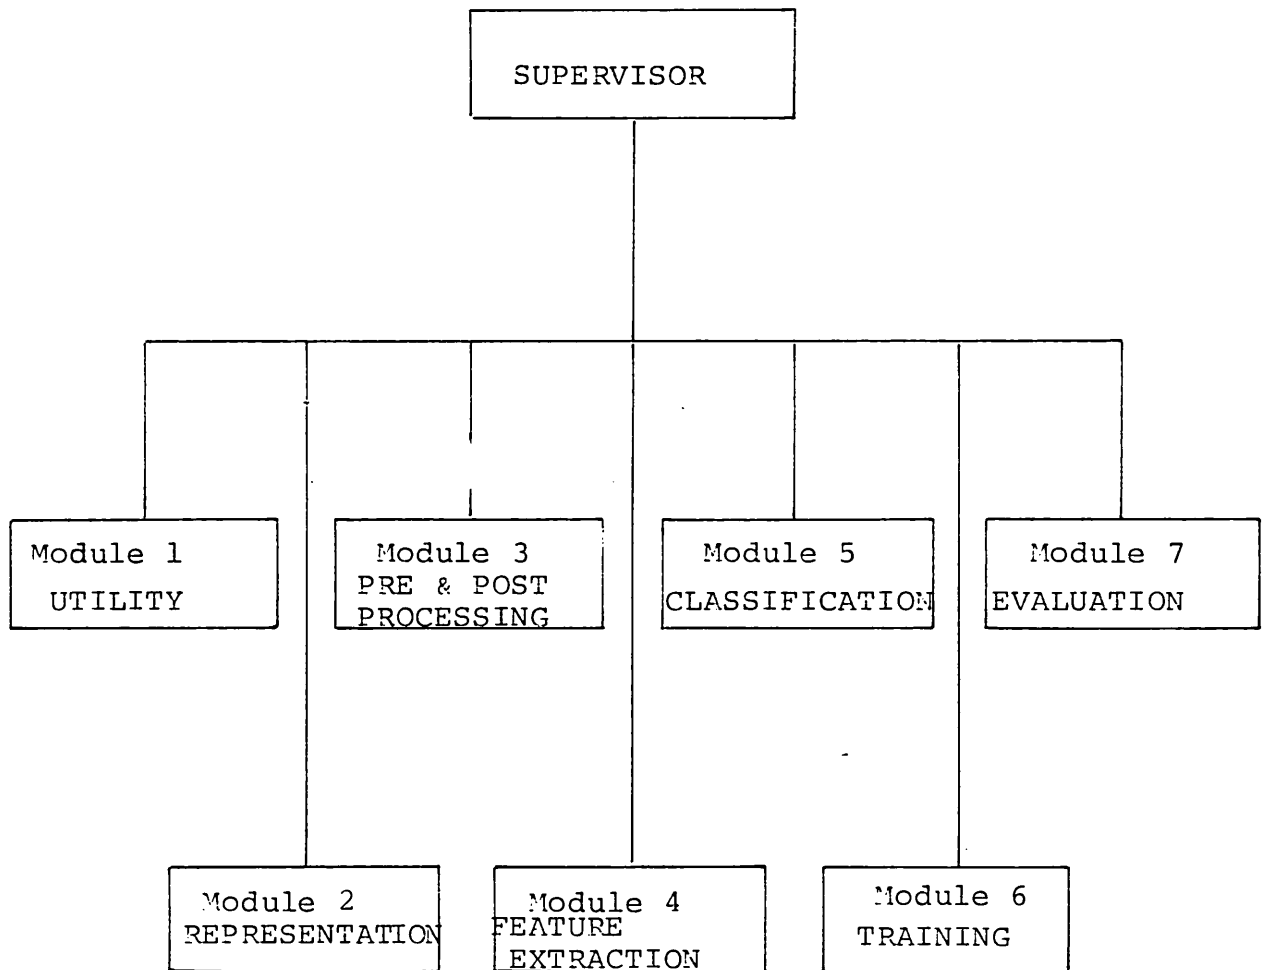 SUPERVISOR
Module 1
UTILITY
Module 3
PRE & POST
PROCESSING
Module 5
CLASSIFICATION
Module 7
EVALUATION
Module 2
REPRESENTATION
Module 4
FEATURE
EXTRACTION
Module 6
TRAINING